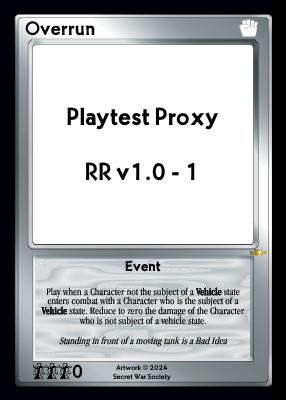 Overrun
Playtest Proxy
RR v1.0 - 1
Event
Play when a Character not the subject of a Vehicle state
enters combat with a Character who is the subject of a
Vehicle state. Reduce to zero the damage of the Character
who is not subject of a vehicle state.
Standing in front of a moving tank is a Bad Idea
0
Artwork © 2024
Secret War Society